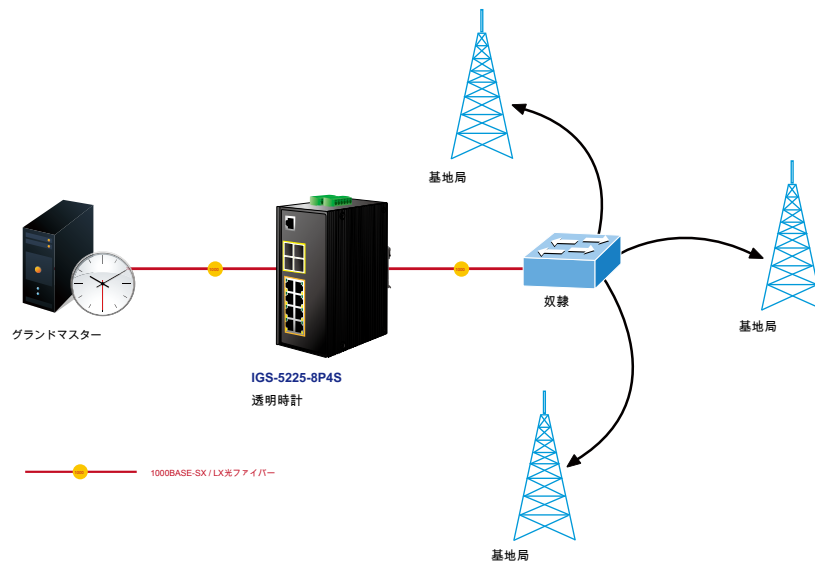 基地局
基地局
奴隷
グランドマスター
IGS-5225-8P4S
透明時計
1000BASE-SX / LX光ファイバー
基地局